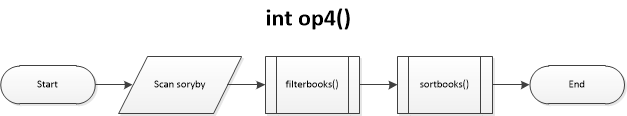 int op4()
Start
Scan soryby
filterbooks()
sortbooks()
End